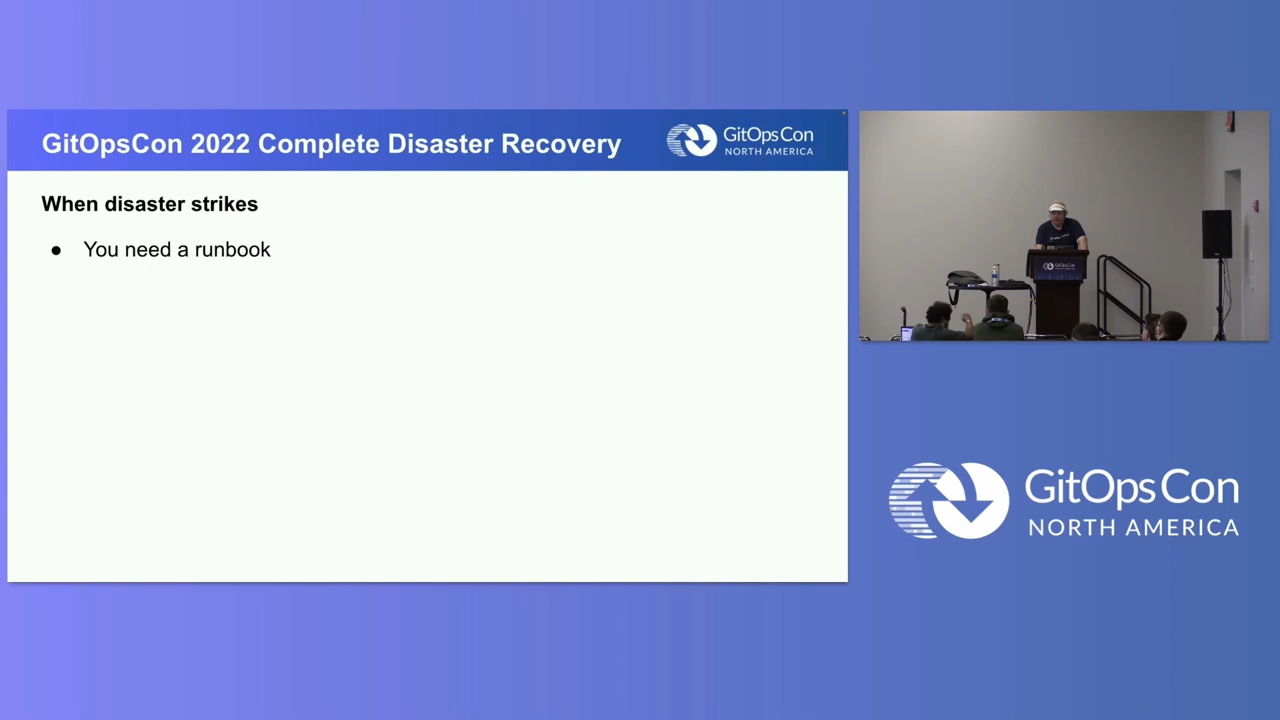 GitOpsCon 2022 Complete Disaster Recovery
GitOpsCon
NORTH AMERICA
When disaster strikes
● You need a runbook
GitOpsCon
NORTH AMERICA